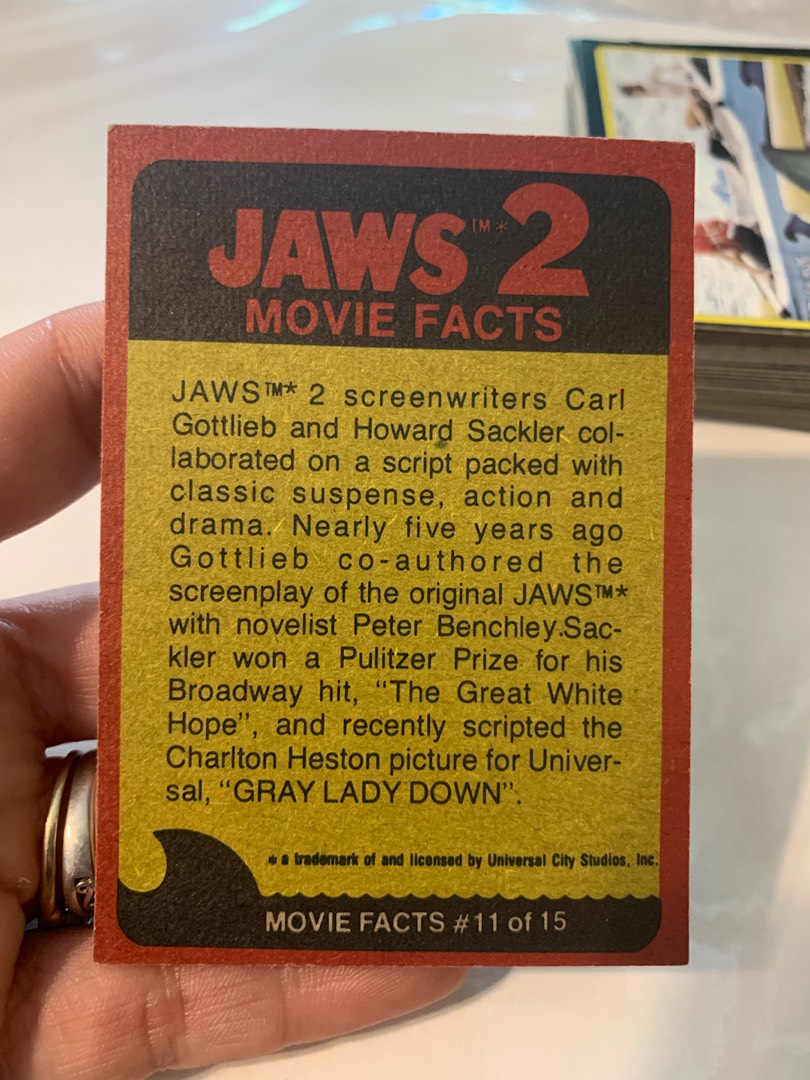 JAWS™* 2
MOVIE FACTS
JAWS™* 2 screenwriters Carl
Gottlieb and Howard Sackler col-
laborated on a script packed with
classic suspense, action and
drama. Nearly five years ago
Gottlieb co-authored the
screenplay of the original JAWS™*
with novelist Peter Benchley.Sac-
kler won a Pulitzer Prize for his
Broadway hit, “The Great White
Hope”, and recently scripted the
Charlton Heston picture for Univer-
sal, “GRAY LADY DOWN”.
* a trademark of and licensed by Universal City Studios, Inc.
MOVIE FACTS #11 of 15